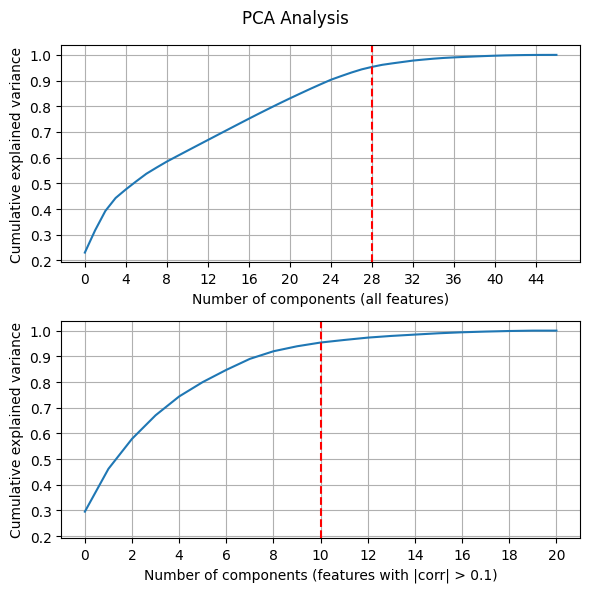 PCA Analysis
Cumulative explained variance
1.0
0.9
0.8
0.7
0.6
0.5
0.4
0.3
0.2
0 4 8 12 16 20 24 28 32 36 40 44
Number of components (all features)
Cumulative explained variance
1.0
0.9
0.8
0.7
0.6
0.5
0.4
0.3
0.2
0 2 4 6 8 10 12 14 16 18 20
Number of components (features with |corr| > 0.1)